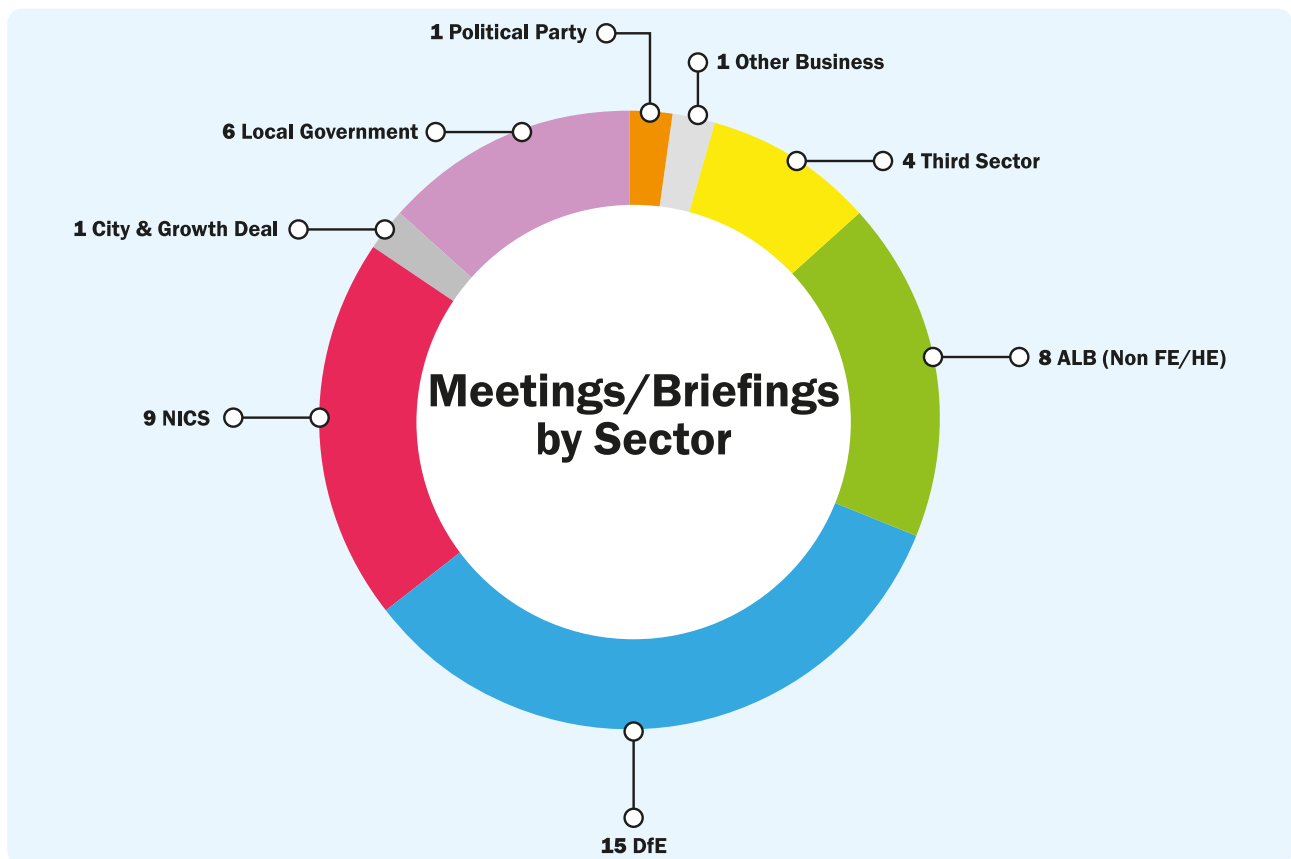 1 Political Party
1 Other Business
6 Local Government
4 Third Sector
1 City & Growth Deal
8 ALB (Non FE/HE)
Meetings/Briefings
by Sector
9 NICS
15 DfE